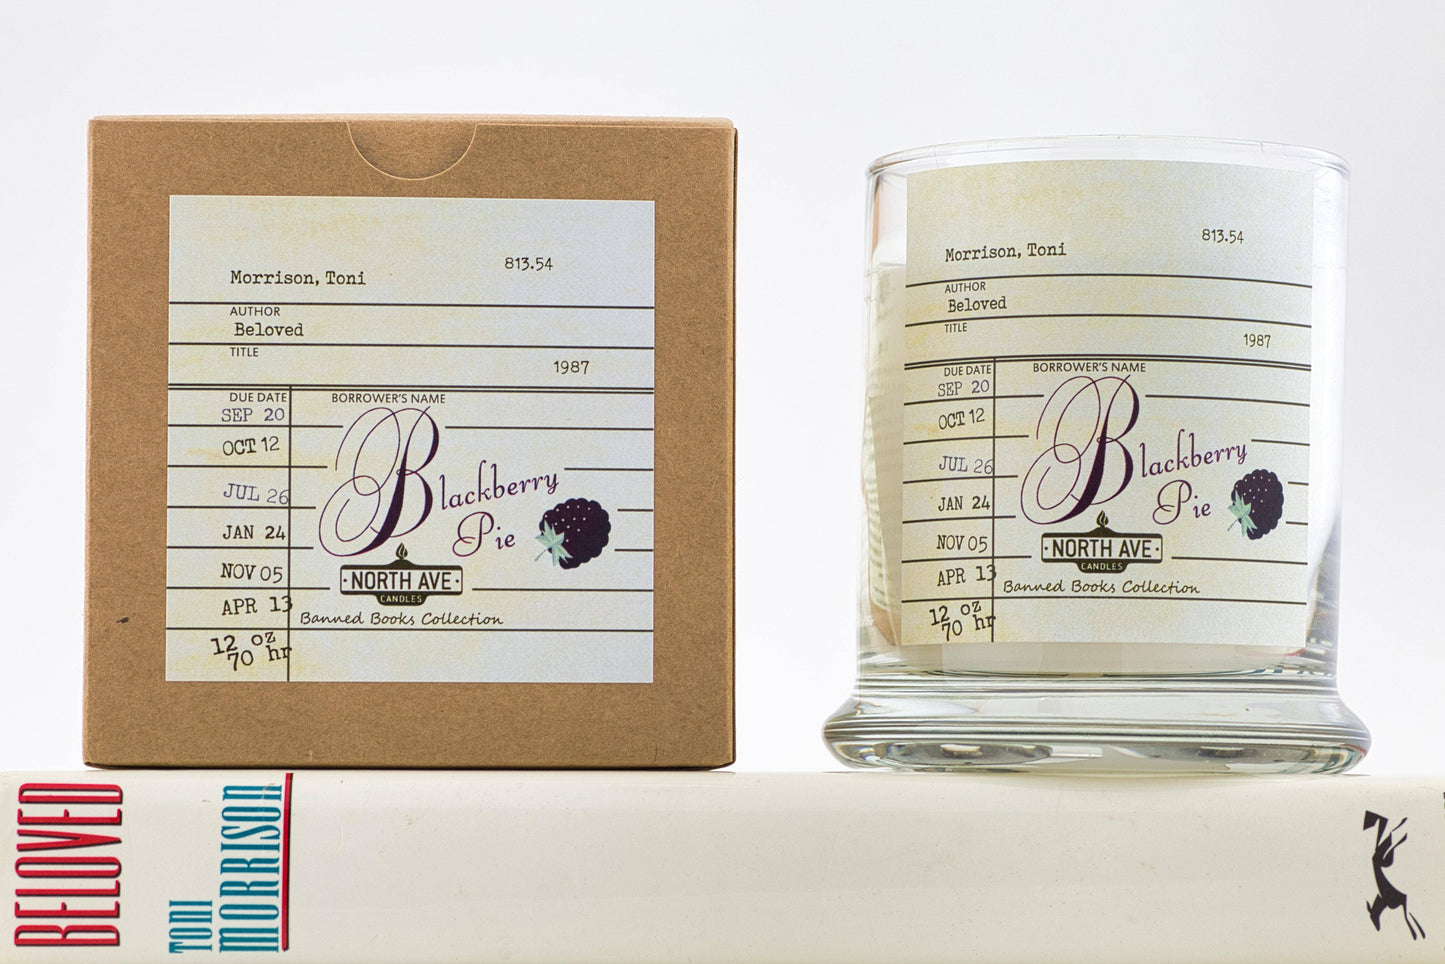 Morrison, Toni
813.54
AUTHOR
Beloved
TITLE
1987
DUE DATE
BORROWER'S NAME
SEP 20
OCT 12
JUL 26
JAN 24
NOV 05
APR 13
12 oz
70 hr
Blackberry
Pie
NORTH AVE
CANDLES
Banned Books Collection
Morrison, Toni
813.54
AUTHOR
Beloved
TITLE
1987
DUE DATE
BORROWER'S NAME
SEP 20
OCT 12
JUL 26
JAN 24
NOV 05
APR 13
12 oz
70 hr
Blackberry
Pie
NORTH AVE
CANDLES
Banned Books Collection
BELOVED
TONI
MORRISON